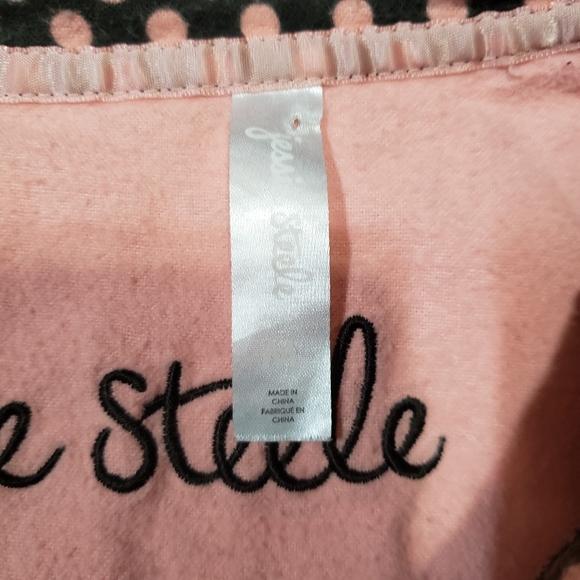 jessie Steele
MADE IN
CHINA
FABRIQUÉ EN
CHINA
e Steele